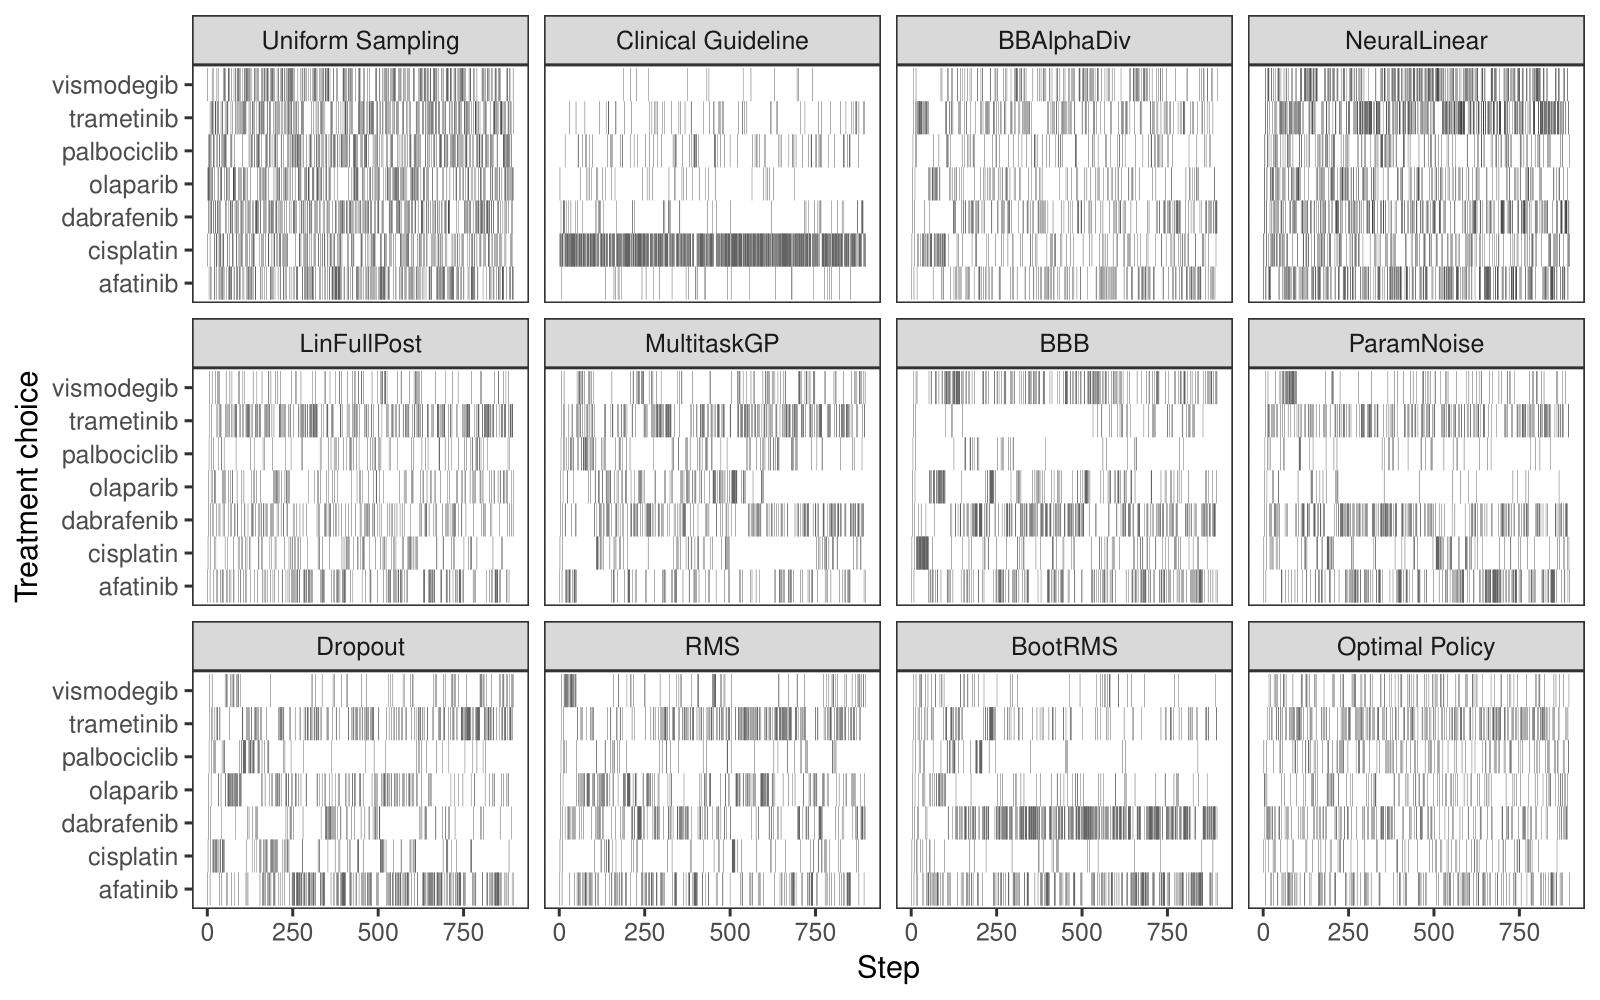 Uniform Sampling
Clinical Guideline
BBAlphaDiv
NeuralLinear
vismodegib
trametinib
palbociclib
olaparib
dabrafenib
cisplatin
afatinib
LinFullPost
MultitaskGP
BBB
ParamNoise
Treatment choice
vismodegib
trametinib
palbociclib
olaparib
dabrafenib
cisplatin
afatinib
Dropout
RMS
BootRMS
Optimal Policy
vismodegib
trametinib
palbociclib
olaparib
dabrafenib
cisplatin
afatinib
0 250 500 750
0 250 500 750
0 250 500 750
0 250 500 750
Step